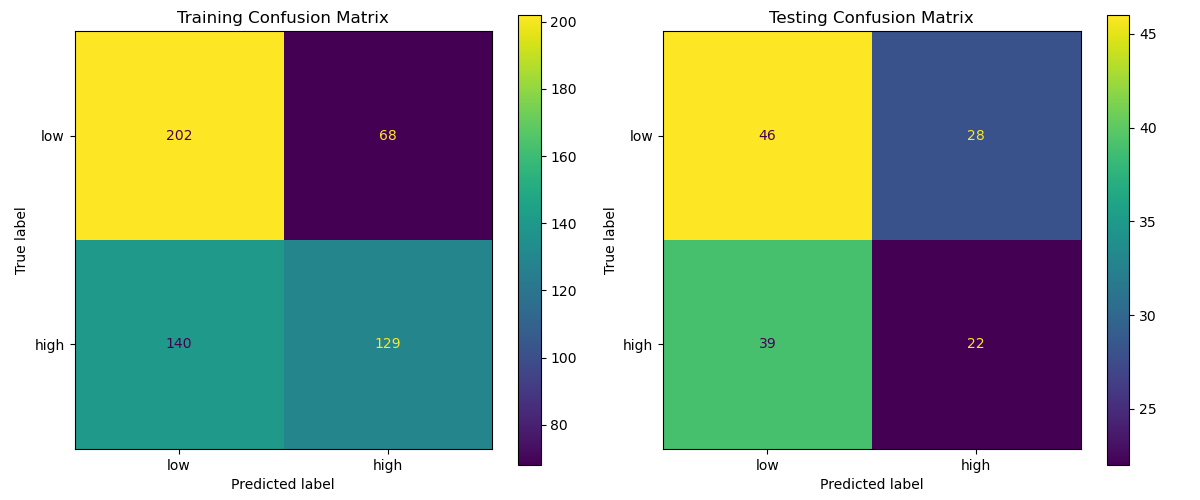 Training Confusion Matrix
True label
low
high
202
68
140
129
low
high
Predicted label
200
180
160
140
120
100
80
Testing Confusion Matrix
True label
low
high
46
28
39
22
low
high
Predicted label
45
40
35
30
25